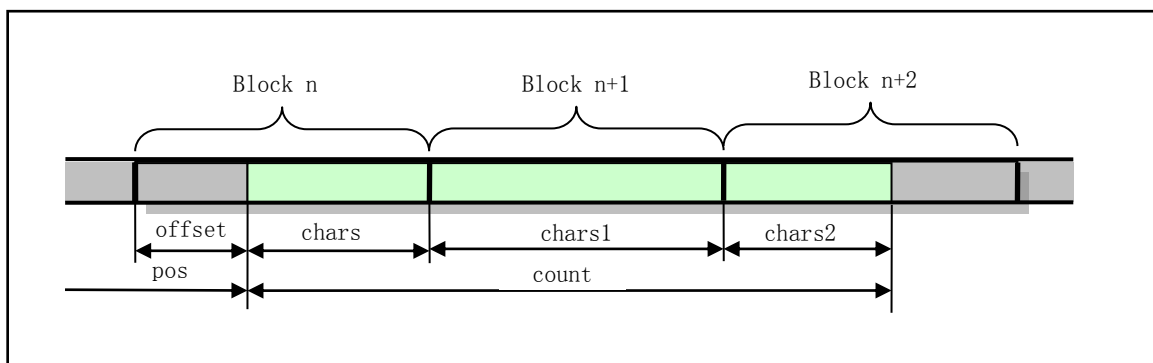 Block n
Block n+1
Block n+2
offset
chars
chars1
chars2
pos
count